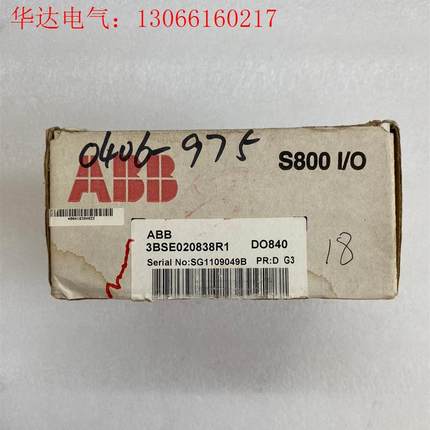 华达电气：13066160217
0406-975
ABB
S800 I/O
ABB
3BSE020838R1 DO840
Serial No:SG1109049B PR:D G3
18